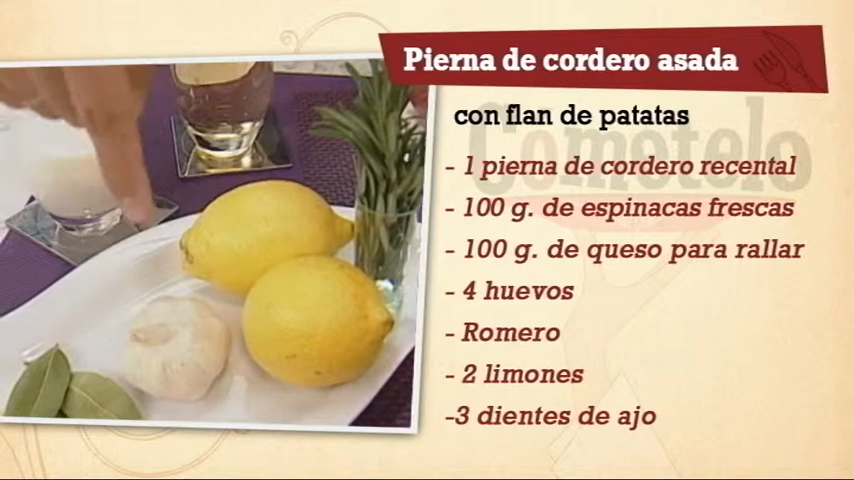 Pierna de cordero asada
con flan de patatas
Cómetelo
- 1 pierna de cordero recental
- 100 g. de espinacas frescas
- 100 g. de queso para rallar
- 4 huevos
- Romero
- 2 limones
-3 dientes de ajo